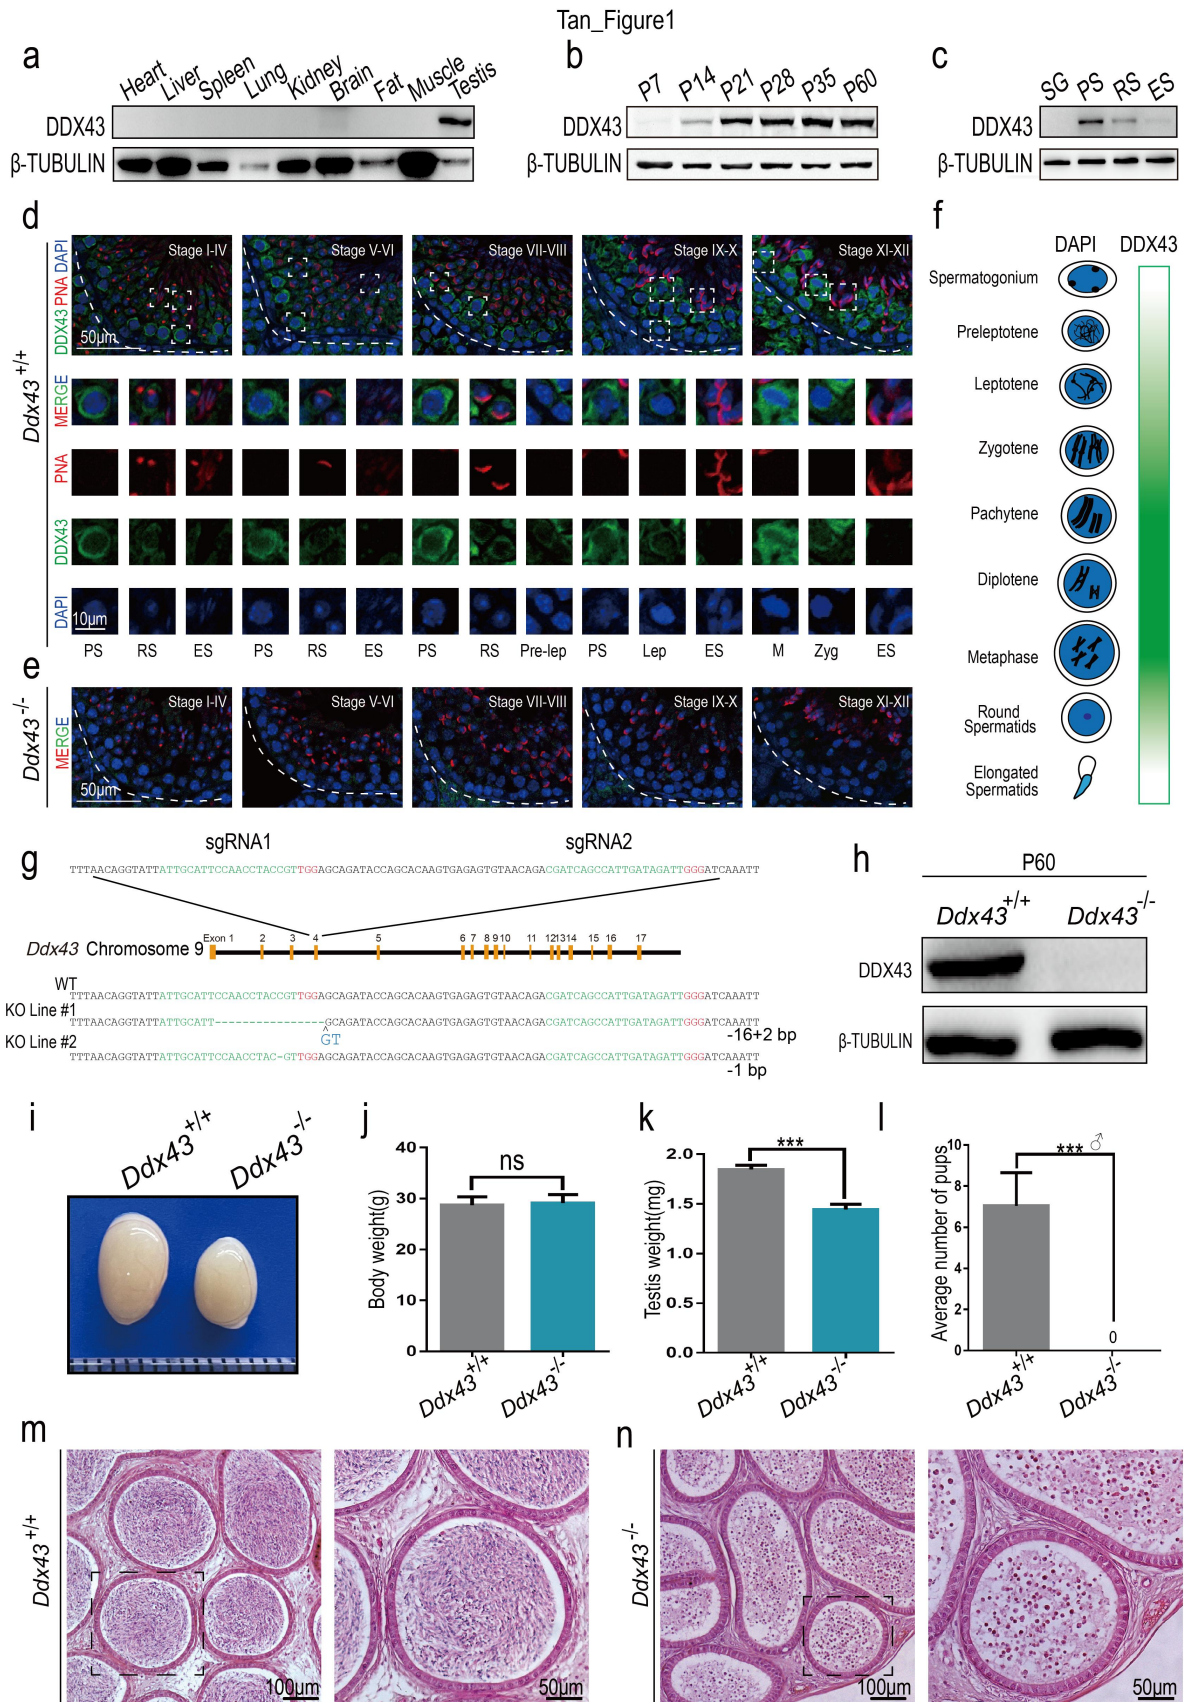 Tan_Figure1
a
Heart Liver Spleen Lung Kidney Brain Fat Muscle Testis
DDX43
β-TUBULIN
b
P7 P14 P21 P28 P35 P60
DDX43
β-TUBULIN
c
SG PS RS ES
DDX43
β-TUBULIN
d
Ddx43+/+
DDX43 PNA DAPI
Stage I-IV Stage V-VI Stage VII-VIII Stage IX-X Stage XI-XII
50μm
MERGE
PNA
DDX43
DAPI
10μm
PS RS ES PS RS ES PS RS Pre-lep PS Lep ES M Zyg ES
e
Ddx43-/-
MERGE
Stage I-IV Stage V-VI Stage VII-VIII Stage IX-X Stage XI-XII
50μm
f
DAPI DDX43
Spermatogonium
Preleptotene
Leptotene
Zygotene
Pachytene
Diplotene
Metaphase
Round
Spermatids
Elongated
Spermatids
g
sgRNA1 sgRNA2
TTTAACAGGTATTATTGCATTCCAACCTACCGTTGGAGCAGATACCAGCACAAGTGAGAGTGTAACAGACGATCAGCCATTGATAGATTGGGATCAAATT
Exon 1 2 3 4 5 6 7 8 9 10 11 12 13 14 15 16 17
Ddx43 Chromosome 9
WT
TTTAACAGGTATTATTGCATTCCAACCTACCGTTGGAGCAGATACCAGCACAAGTGAGAGTGTAACAGACGATCAGCCATTGATAGATTGGGATCAAATT
KO Line #1
TTTAACAGGTATTATTGCATT----------------GCAGATACCAGCACAAGTGAGAGTGTAACAGACGATCAGCCATTGATAGATTGGGATCAAATT
^
GT
-16+2 bp
KO Line #2
TTTAACAGGTATTATTGCATTCCAACCTAC-GTTGGAGCAGATACCAGCACAAGTGAGAGTGTAACAGACGATCAGCCATTGATAGATTGGGATCAAATT
-1 bp
h
P60
Ddx43+/+ Ddx43-/-
DDX43
β-TUBULIN
i
Ddx43+/+ Ddx43-/-
j
Body weight(g)
40
30
20
10
0
ns
Ddx43+/+ Ddx43-/-
k
Testis weight(mg)
2.0
1.5
1.0
0.5
0.0
***
Ddx43+/+ Ddx43-/-
l
Average number of pups
10
8
6
4
2
0
*** ♂
0
Ddx43+/+ Ddx43-/-
m
Ddx43+/+
100μm
50μm
n
Ddx43-/-
100μm
50μm